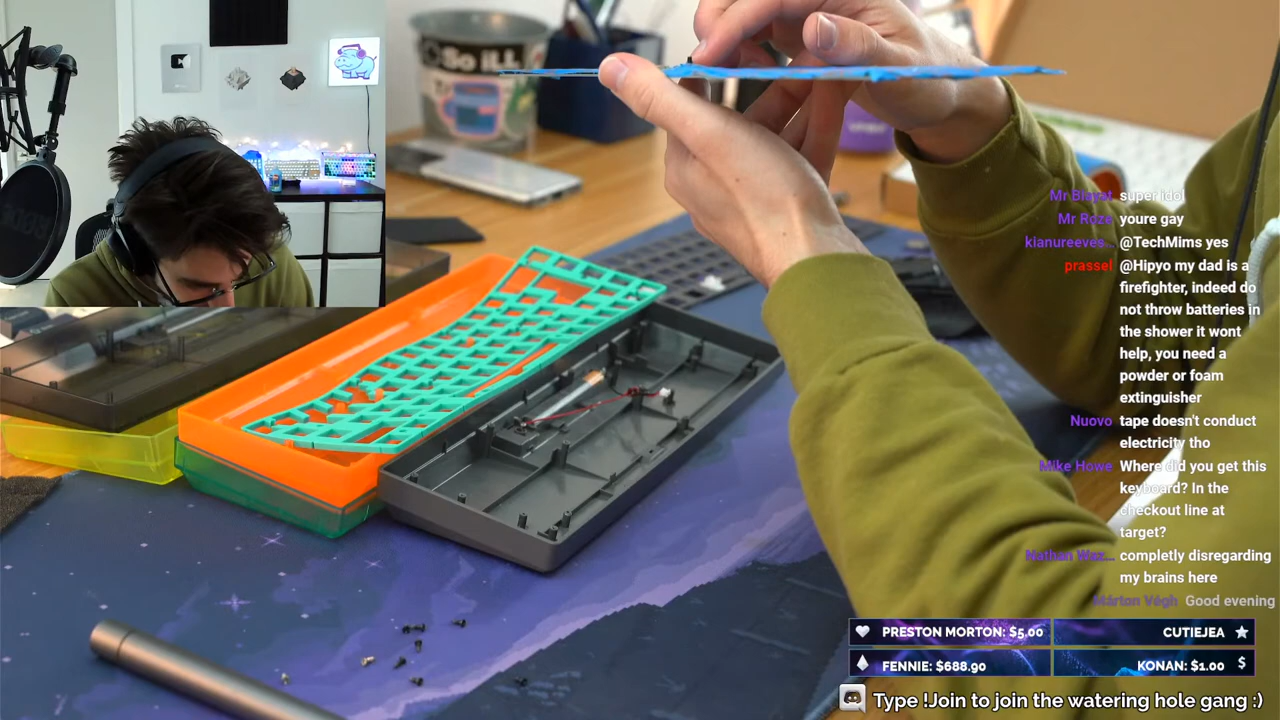 So iLL
Mr Biayat super idol
Mr Roze youre gay
kianureeves... @TechMims yes
prassel @Hipyo my dad is a
firefighter, indeed do
not throw batteries in
the shower it wont
help, you need a
powder or foam
extinguisher
Nuovo tape doesn't conduct
electricity tho
Mike Howe Where did you get this
keyboard? In the
checkout line at
target?
Nathan Waz... completly disregarding
my brains here
Márton Végh Good evening
PRESTON MORTON: $5.00
CUTIEJEA
FENNIE: $688.90
KONAN: $1.00
Type !Join to join the watering hole gang :)